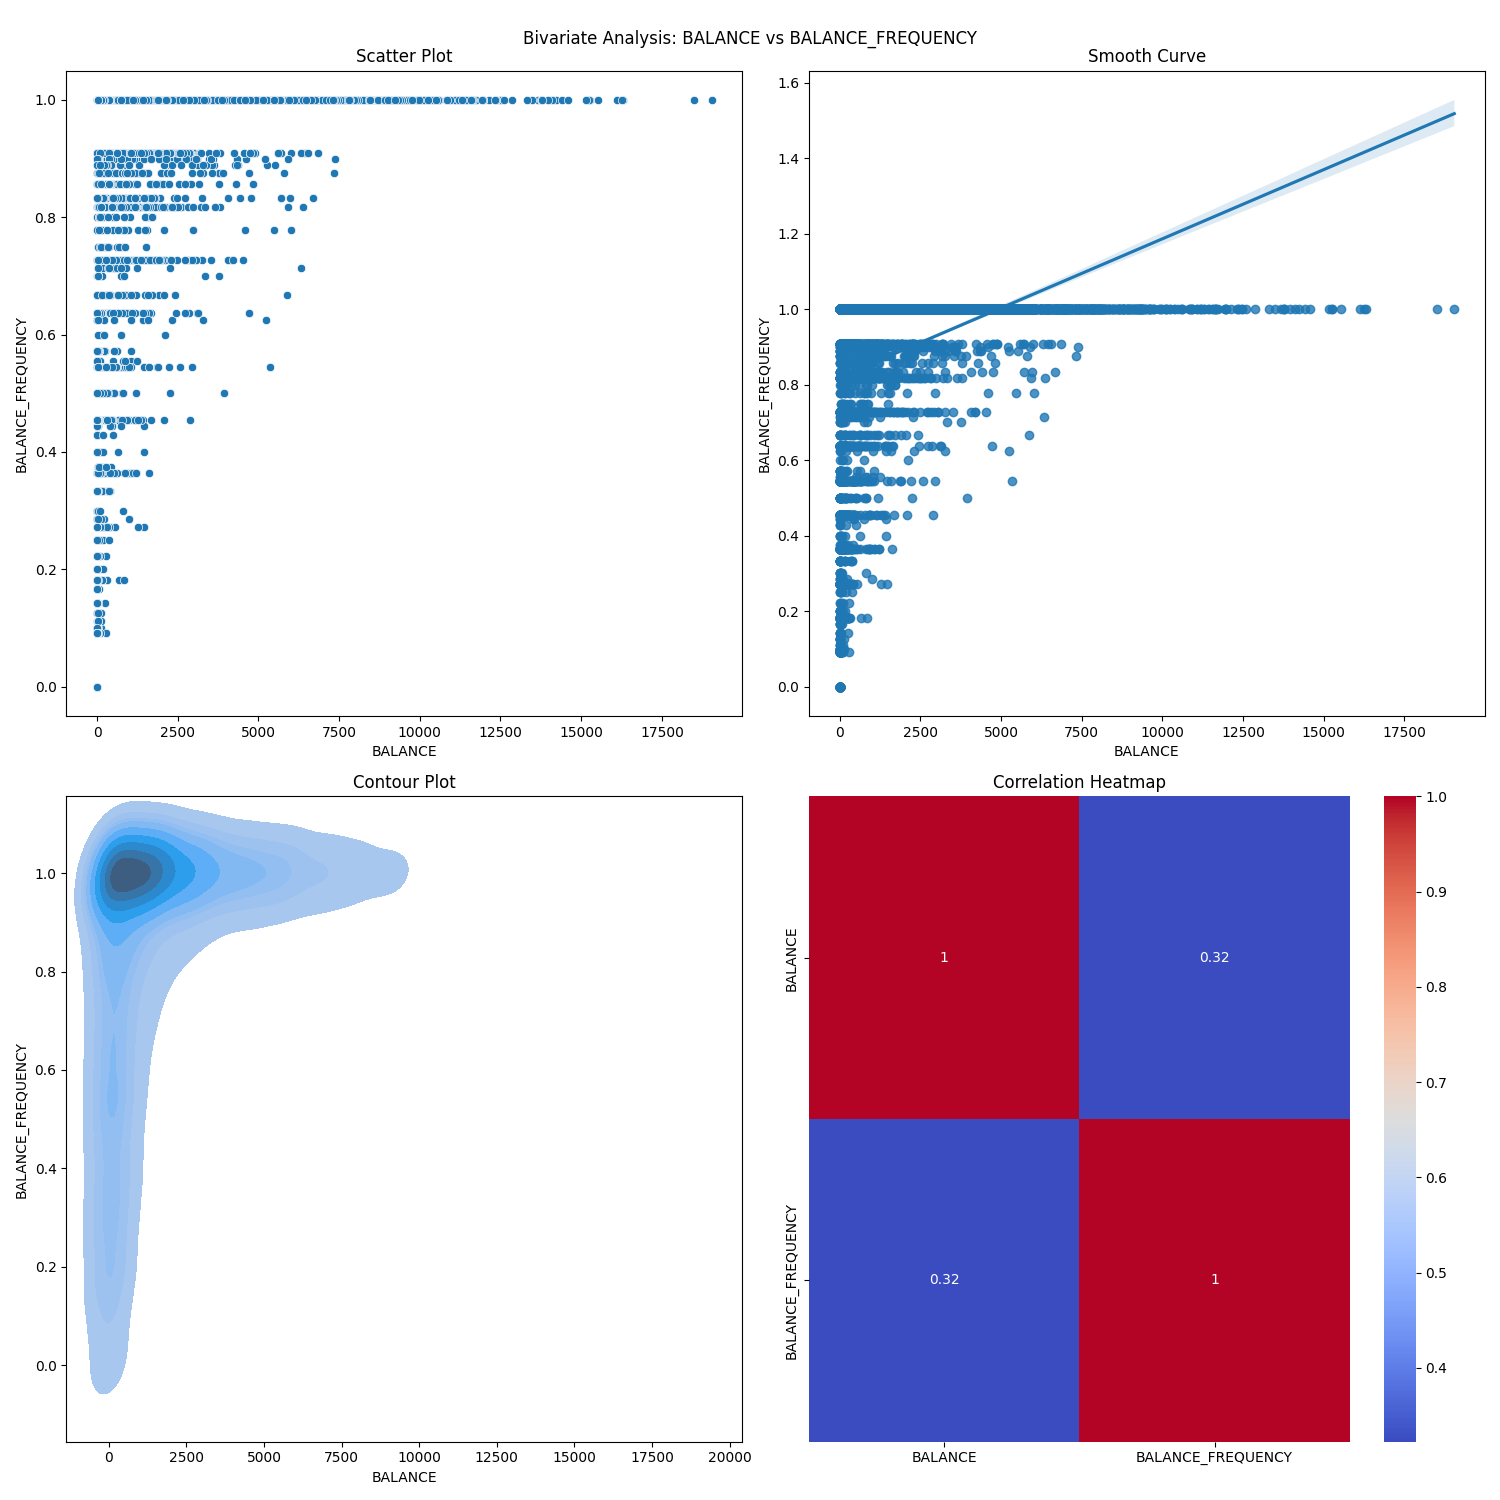 Bivariate Analysis: BALANCE vs BALANCE_FREQUENCY
Scatter Plot
1.0
0.8
0.6
0.4
0.2
0.0
BALANCE_FREQUENCY
0 2500 5000 7500 10000 12500 15000 17500
BALANCE
Smooth Curve
1.6
1.4
1.2
1.0
0.8
0.6
0.4
0.2
0.0
BALANCE_FREQUENCY
0 2500 5000 7500 10000 12500 15000 17500
BALANCE
Contour Plot
1.0
0.8
0.6
0.4
0.2
0.0
BALANCE_FREQUENCY
0 2500 5000 7500 10000 12500 15000 17500 20000
BALANCE
Correlation Heatmap
BALANCE
1 0.32
BALANCE_FREQUENCY
0.32 1
BALANCE BALANCE_FREQUENCY
1.0
0.9
0.8
0.7
0.6
0.5
0.4